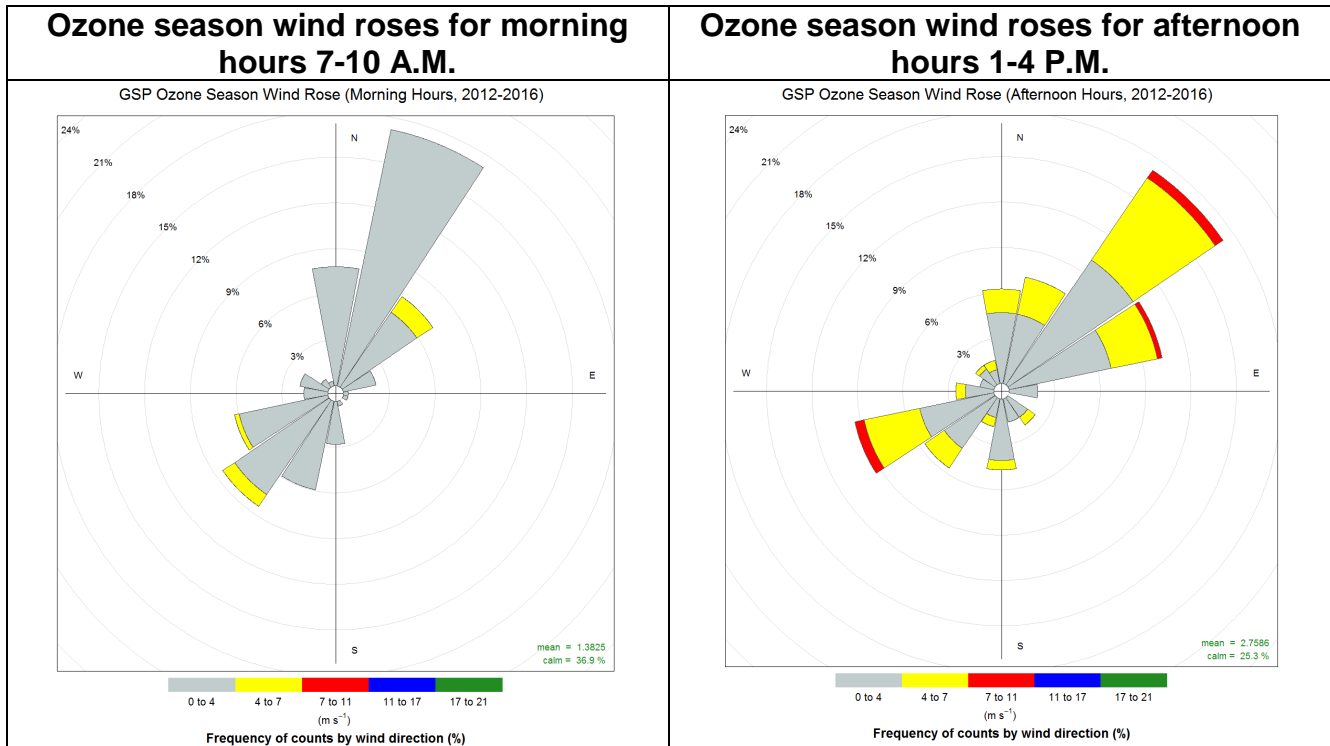 Ozone season wind roses for morning
hours 7-10 A.M.
GSP Ozone Season Wind Rose (Morning Hours, 2012-2016)
24%
21%
18%
15%
12%
9%
6%
3%
N
W
E
S
mean = 1.3825
calm = 36.9 %
0 to 4
4 to 7
7 to 11
11 to 17
17 to 21
(m s⁻¹)
Frequency of counts by wind direction (%)
Ozone season wind roses for afternoon
hours 1-4 P.M.
GSP Ozone Season Wind Rose (Afternoon Hours, 2012-2016)
24%
21%
18%
15%
12%
9%
6%
3%
N
W
E
S
mean = 2.7586
calm = 25.3 %
0 to 4
4 to 7
7 to 11
11 to 17
17 to 21
(m s⁻¹)
Frequency of counts by wind direction (%)